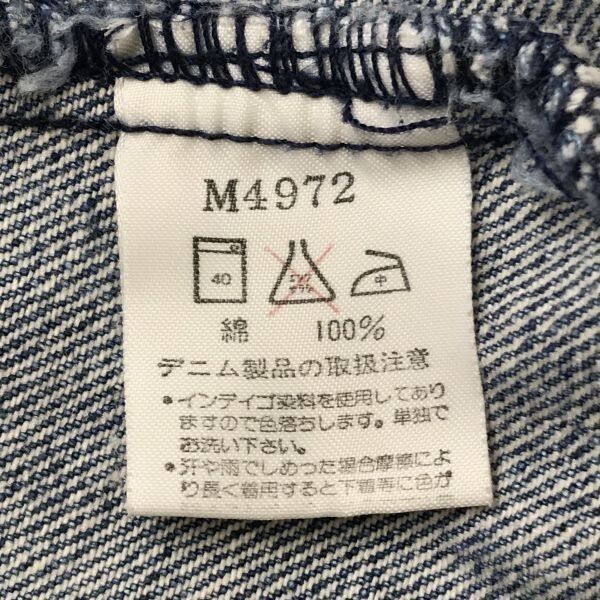 M4972
40 中
綿 100%
デニム製品の取扱注意
•インディゴ染料を使用してあり
ますので色落ちします。単独で
お洗い下さい。
•汗や雨でしめった場合摩擦によ
り長く着用すると下着等に色が